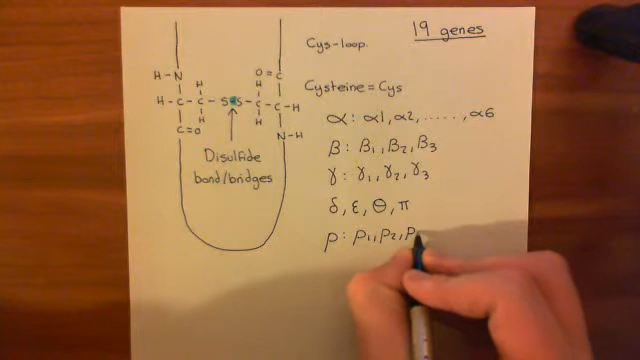 19 genes
Cys-loop.
Cysteine = Cys
α: α1, α2, ....., α6
β: β1, β2, β3
γ: γ1, γ2, γ3
δ, ε, θ, π
ρ: ρ1, ρ2, ρ
H-N O=C
H H
H-C-C-S-S-C-C-H
H H
C=O N-H
Disulfide
bond/bridges